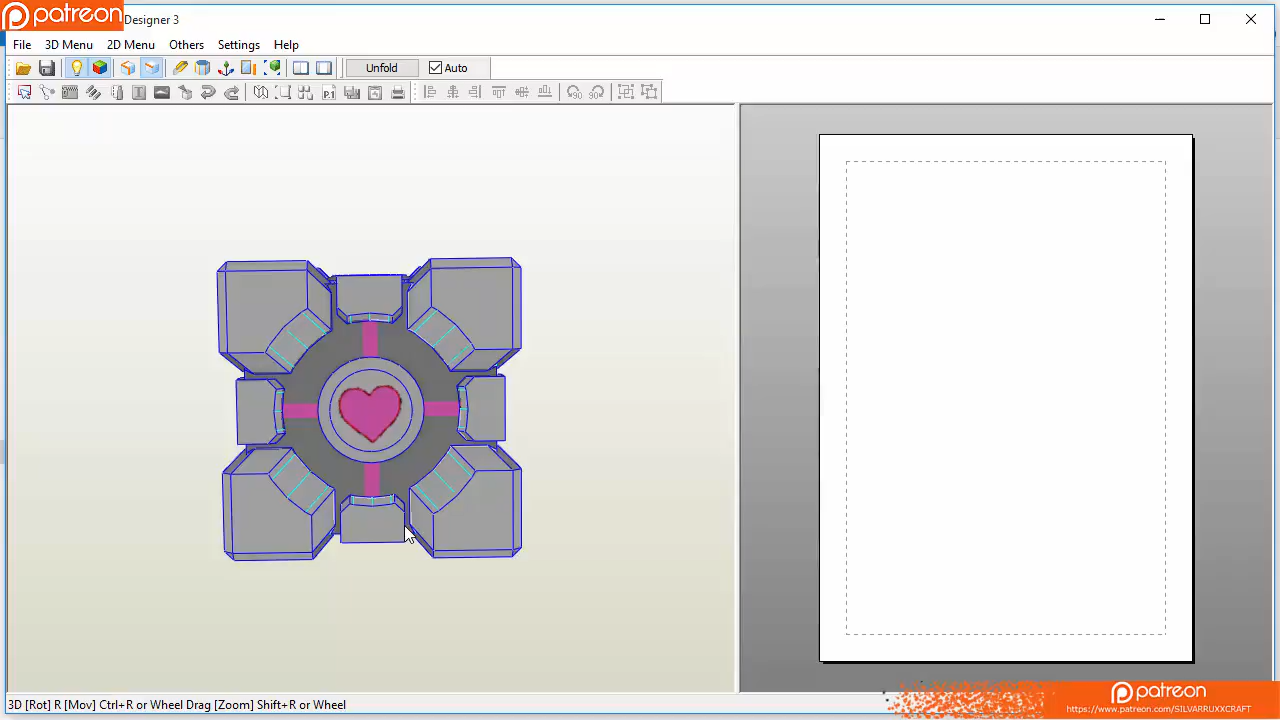 patreon
Designer 3
File 3D Menu 2D Menu Others Settings Help
Unfold Auto
3D [Rot] R [Mov] Ctrl+R or Wheel Drag [Zoom] Shift+R or Wheel
patreon
https://www.patreon.com/SILVARRUXXCRAFT